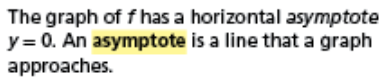 The graph of f has a horizontal asymptote
y = 0. An asymptote is a line that a graph
approaches.